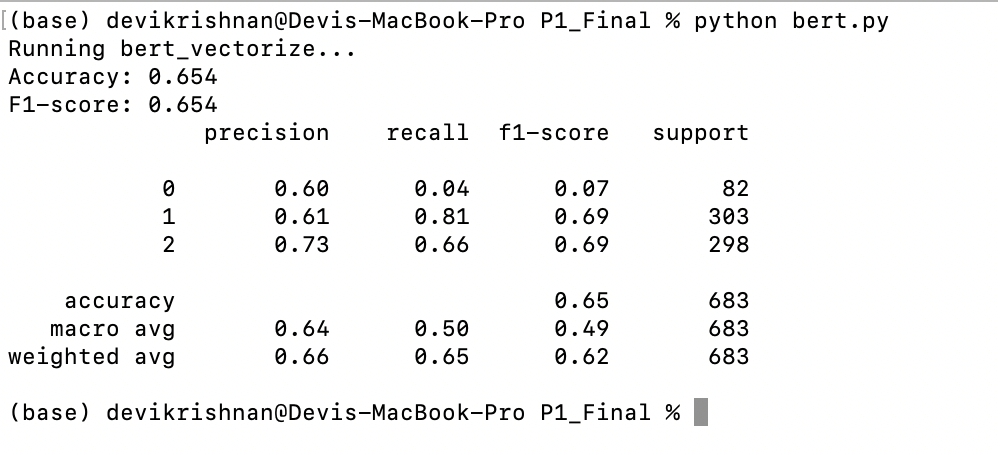 [(base) devikrishnan@Devis-MacBook-Pro P1_Final % python bert.py
Running bert_vectorize...
Accuracy: 0.654
F1-score: 0.654
precision recall f1-score support
0 0.60 0.04 0.07 82
1 0.61 0.81 0.69 303
2 0.73 0.66 0.69 298
accuracy 0.65 683
macro avg 0.64 0.50 0.49 683
weighted avg 0.66 0.65 0.62 683
(base) devikrishnan@Devis-MacBook-Pro P1_Final %